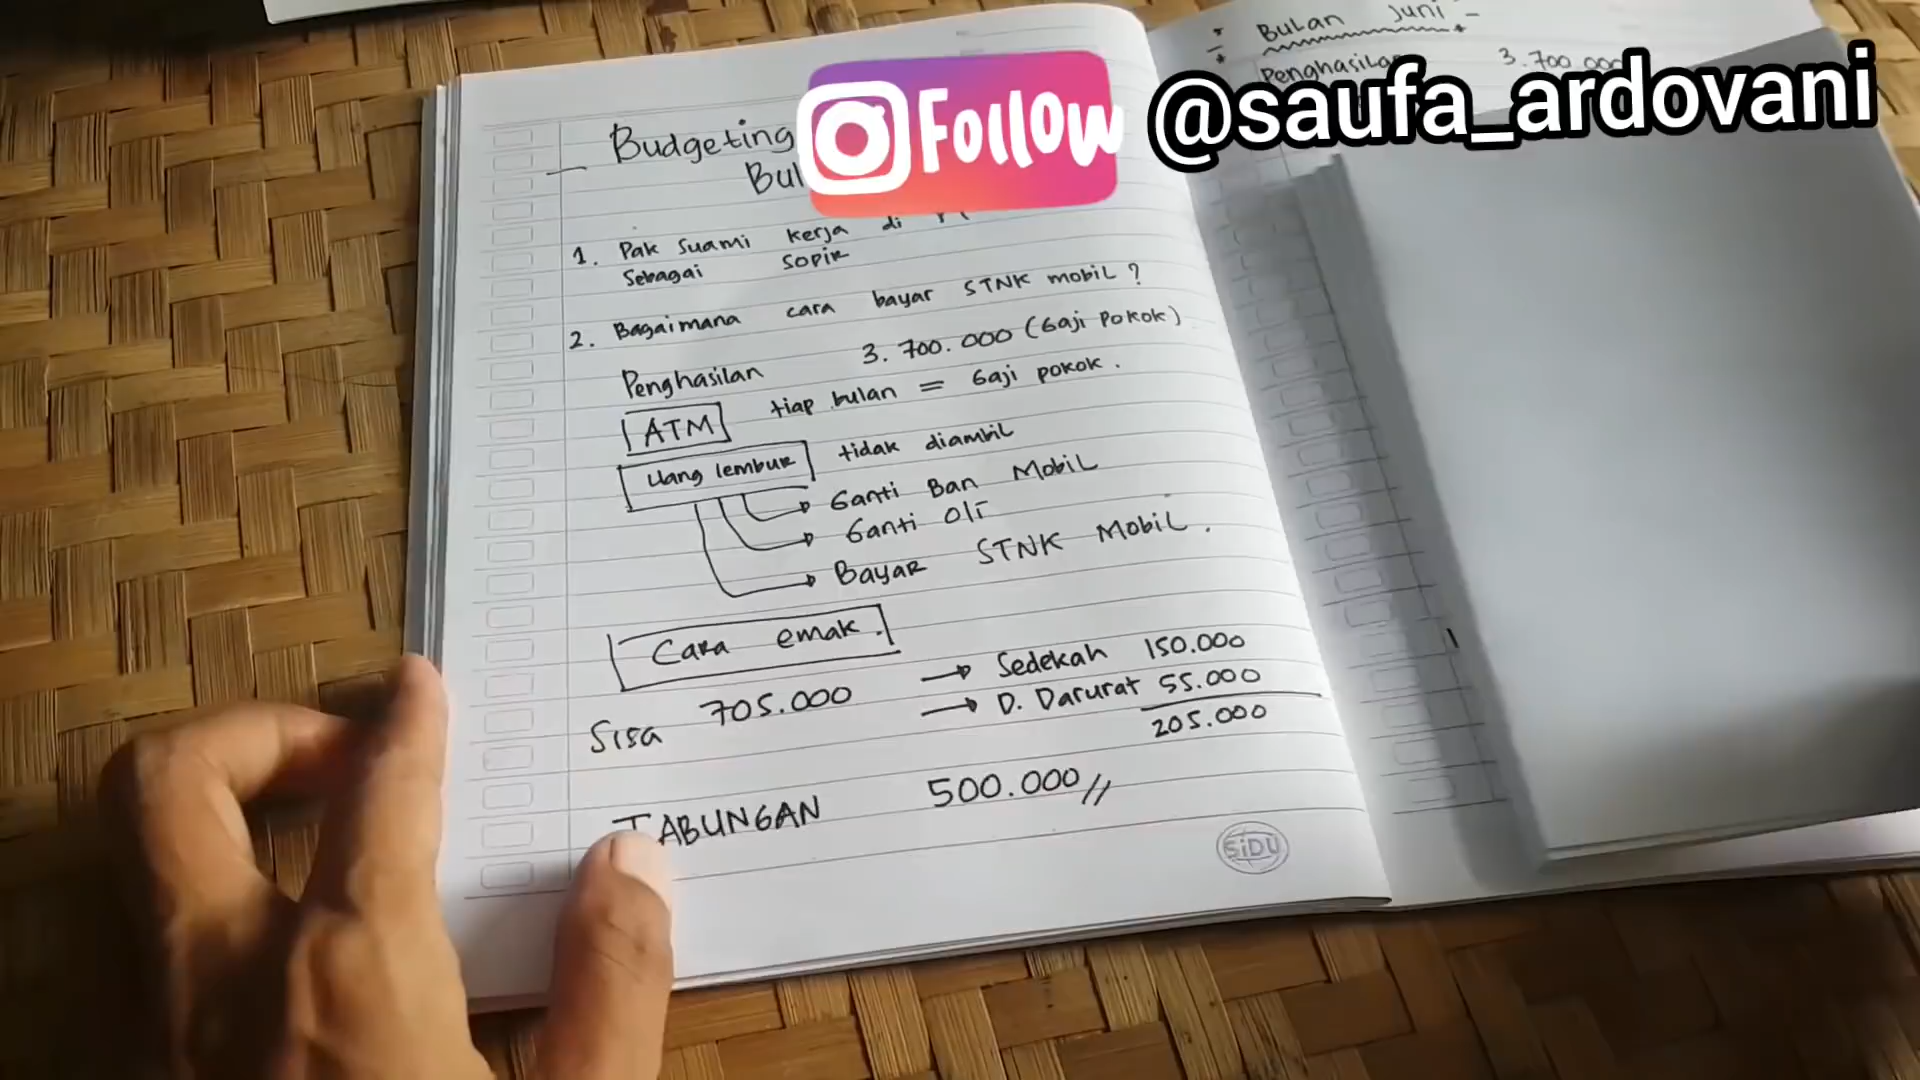 Budgeting
Bul
1. Pak Suami kerja di
Sebagai Sopir
2. Bagaimana cara bayar STNK mobil?
Penghasilan 3.700.000 (Gaji Pokok)
ATM tiap bulan = Gaji pokok.
Uang lembur tidak diambil
Ganti Ban Mobil
Ganti oli
Bayar STNK Mobil.
Cara emak.
Sisa 705.000 → Sedekah 150.000
→ D. Darurat 55.000
205.000
TABUNGAN 500.000//
SiDU
Bulan Juni
Penghasilan 3.700.000
Follow @saufa_ardovani